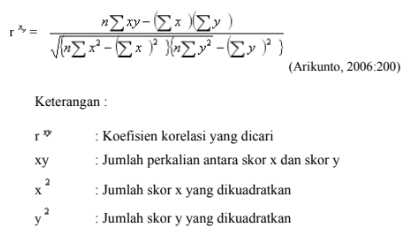 r xy = n∑xy – (∑x)(∑y) / √{n∑x² – (∑x)²}{n∑y² – (∑y)²}
(Arikunto, 2006:200)
Keterangan :
r xy : Koefisien korelasi yang dicari
xy : Jumlah perkalian antara skor x dan skor y
x² : Jumlah skor x yang dikuadratkan
y² : Jumlah skor y yang dikuadratkan